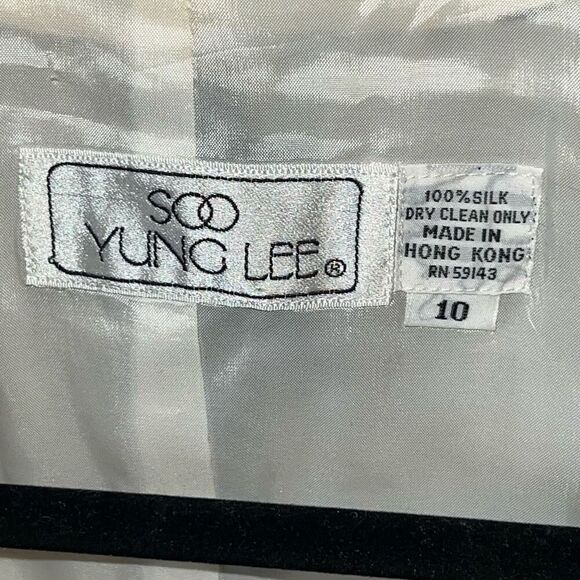 SOO
YUNG LEE®
100% SILK
DRY CLEAN ONLY
MADE IN
HONG KONG
RN 59143
10